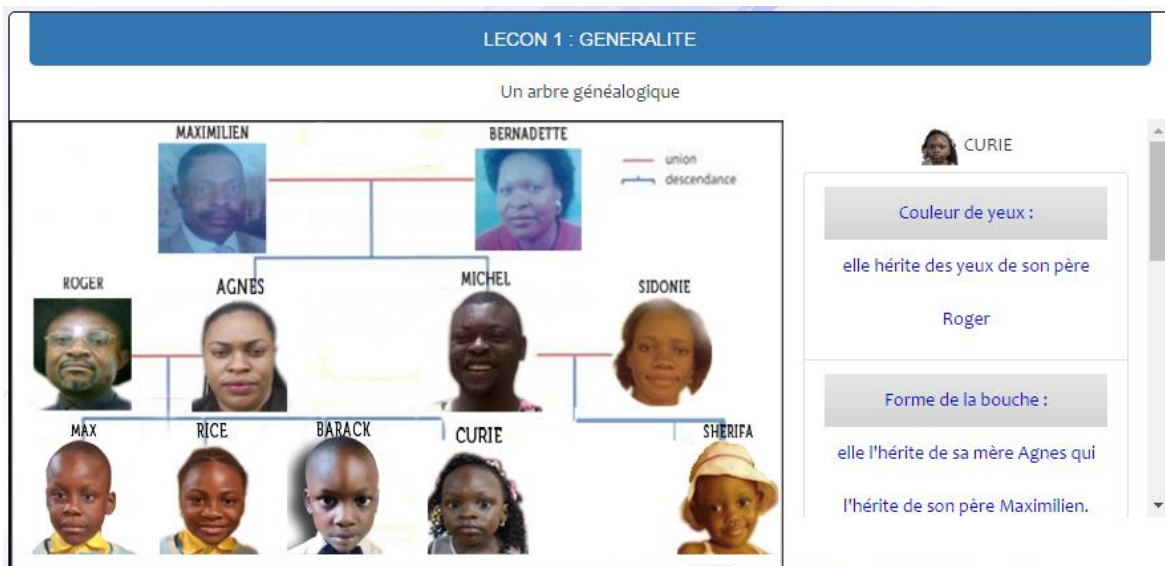 LECON 1 : GENERALITE
Un arbre généalogique
MAXIMILIEN
BERNADETTE
union
descendance
ROGER
AGNES
MICHEL
SIDONIE
MAX
RICE
BARACK
CURIE
SHERIFA
CURIE
Couleur de yeux :
elle hérite des yeux de son père
Roger
Forme de la bouche :
elle l'hérite de sa mère Agnes qui
l'hérite de son père Maximilien.